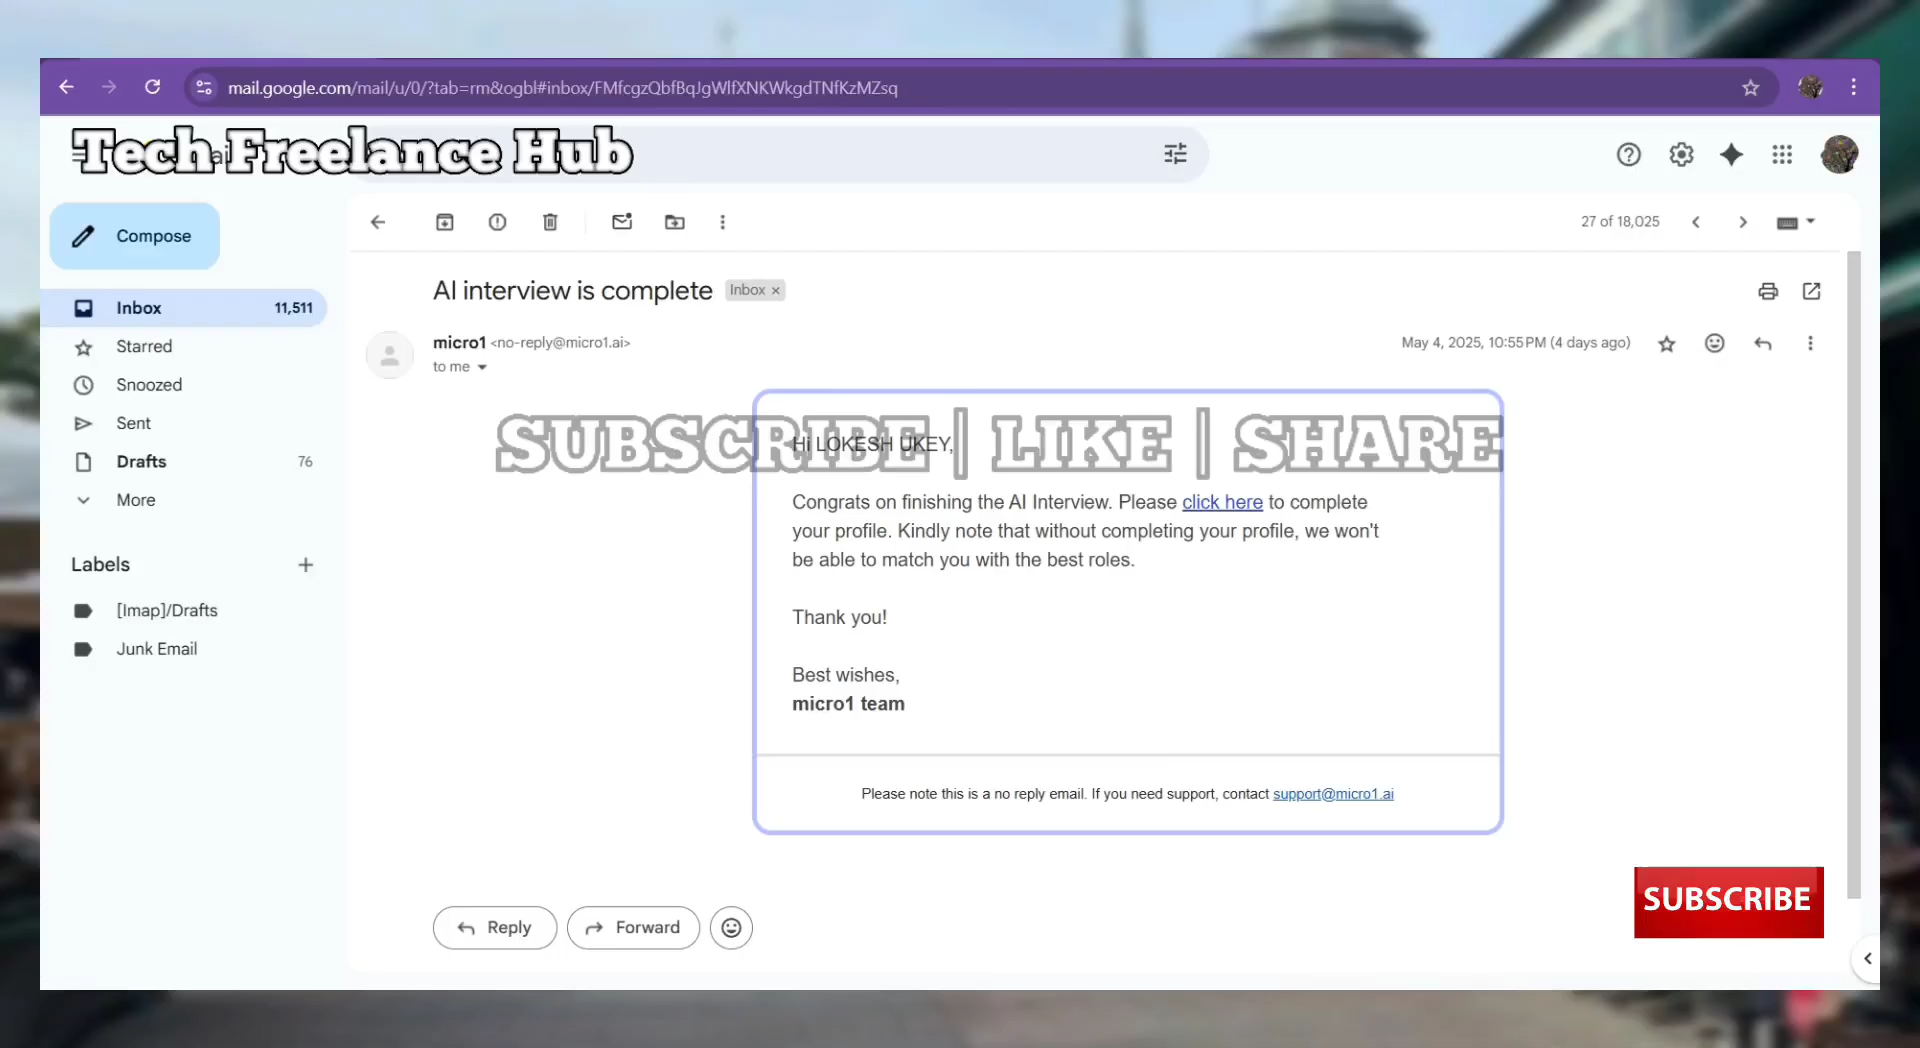 mail.google.com/mail/u/0/?tab=rm&ogbl#inbox/FMfcgzQbfBqJgWlfXNKWkgdTNfKzMZsq
Tech Freelance Hub
Compose
27 of 18,025
Inbox 11,511
Starred
Snoozed
Sent
Drafts 76
More
Labels
[Imap]/Drafts
Junk Email
AI interview is complete
Inbox ×
micro1 <no-reply@micro1.ai>
May 4, 2025, 10:55 PM (4 days ago)
to me
SUBSCRIBE | LIKE | SHARE
Hi LOKESH UKEY,
Congrats on finishing the AI Interview. Please click here to complete
your profile. Kindly note that without completing your profile, we won't
be able to match you with the best roles.
Thank you!
Best wishes,
micro1 team
Please note this is a no reply email. If you need support, contact support@micro1.ai
SUBSCRIBE
Reply
Forward